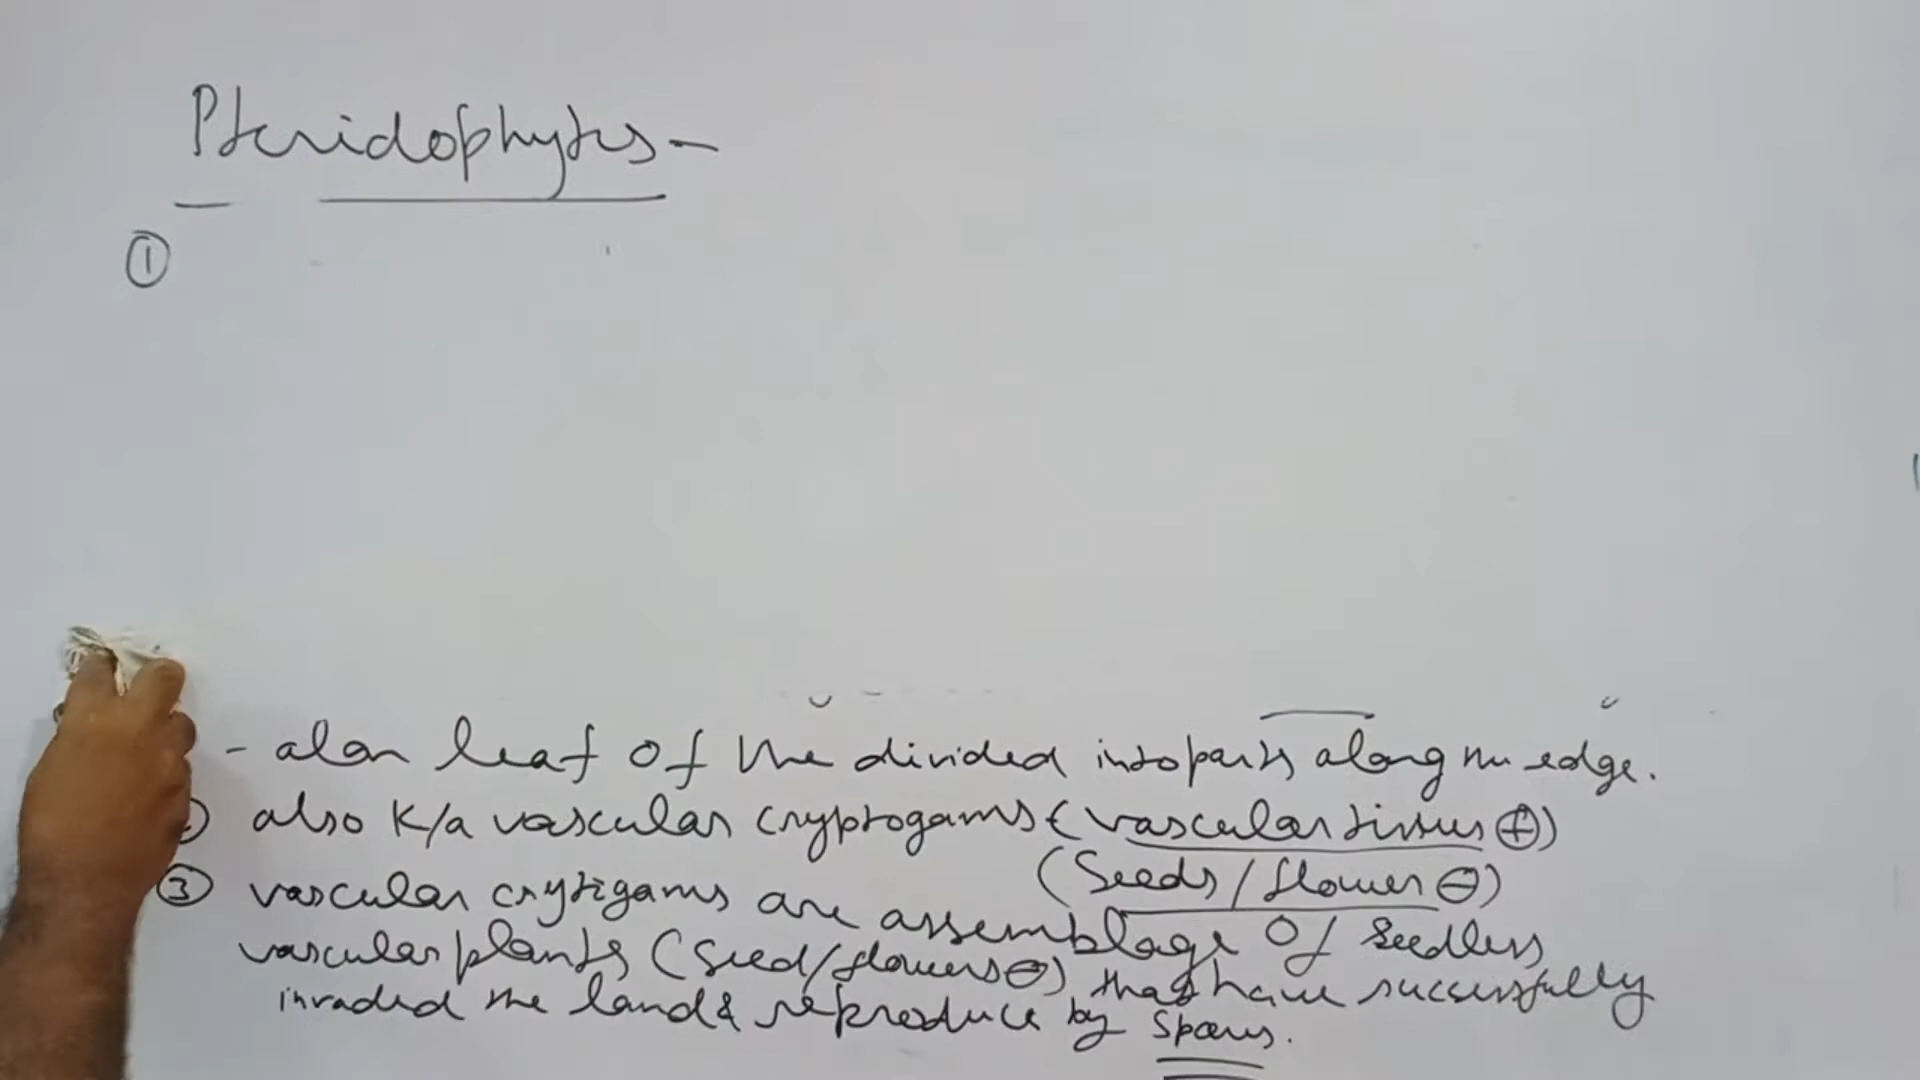 Pteridophytes -
①
- also leaf of the divided into parts along the edge.
② also K/a vascular cryptogams (vascular tissues ⊕)
(Seeds / flower ⊖)
③ vascular crytigams are assemblage of seedless
vascular plants (Seed/flowers ⊖) that have successfully
invaded the land & reproduce by spores.